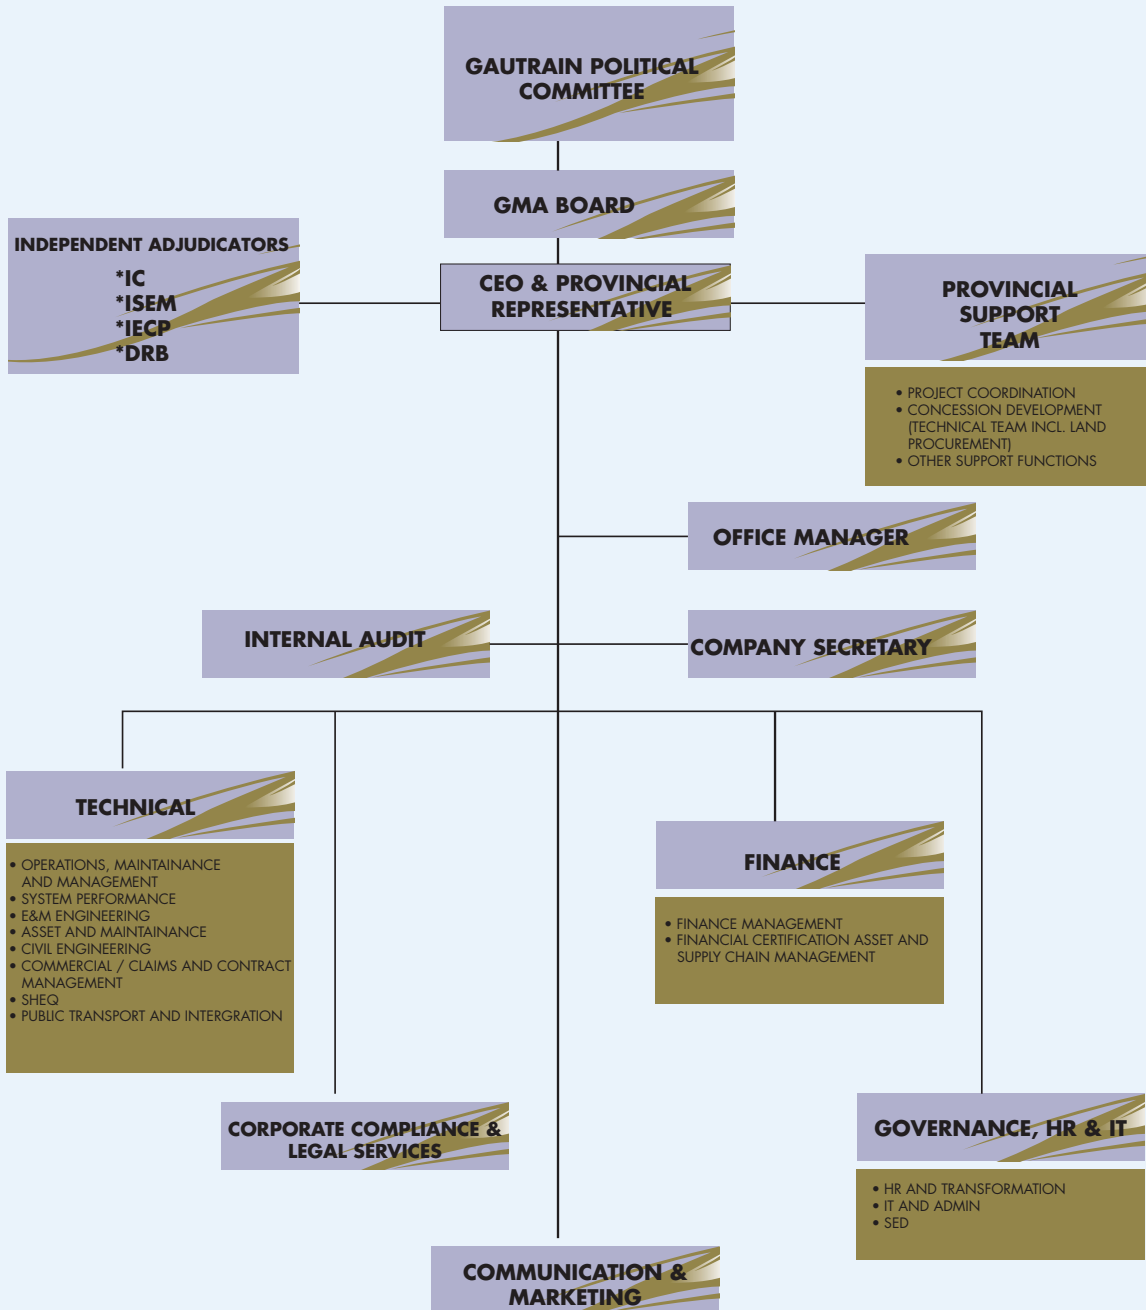 GAUTRAIN POLITICAL
COMMITTEE
GMA BOARD
INDEPENDENT ADJUDICATORS
*IC
*ISEM
*IECP
*DRB
CEO & PROVINCIAL
REPRESENTATIVE
PROVINCIAL
SUPPORT
TEAM
• PROJECT COORDINATION
• CONCESSION DEVELOPMENT
(TECHNICAL TEAM INCL. LAND
PROCUREMENT)
• OTHER SUPPORT FUNCTIONS
OFFICE MANAGER
INTERNAL AUDIT
COMPANY SECRETARY
TECHNICAL
• OPERATIONS, MAINTAINANCE
AND MANAGEMENT
• SYSTEM PERFORMANCE
• E&M ENGINEERING
• ASSET AND MAINTAINANCE
• CIVIL ENGINEERING
• COMMERCIAL / CLAIMS AND CONTRACT
MANAGEMENT
• SHEQ
• PUBLIC TRANSPORT AND INTERGRATION
FINANCE
• FINANCE MANAGEMENT
• FINANCIAL CERTIFICATION ASSET AND
SUPPLY CHAIN MANAGEMENT
CORPORATE COMPLIANCE &
LEGAL SERVICES
GOVERNANCE, HR & IT
• HR AND TRANSFORMATION
• IT AND ADMIN
• SED
COMMUNICATION &
MARKETING